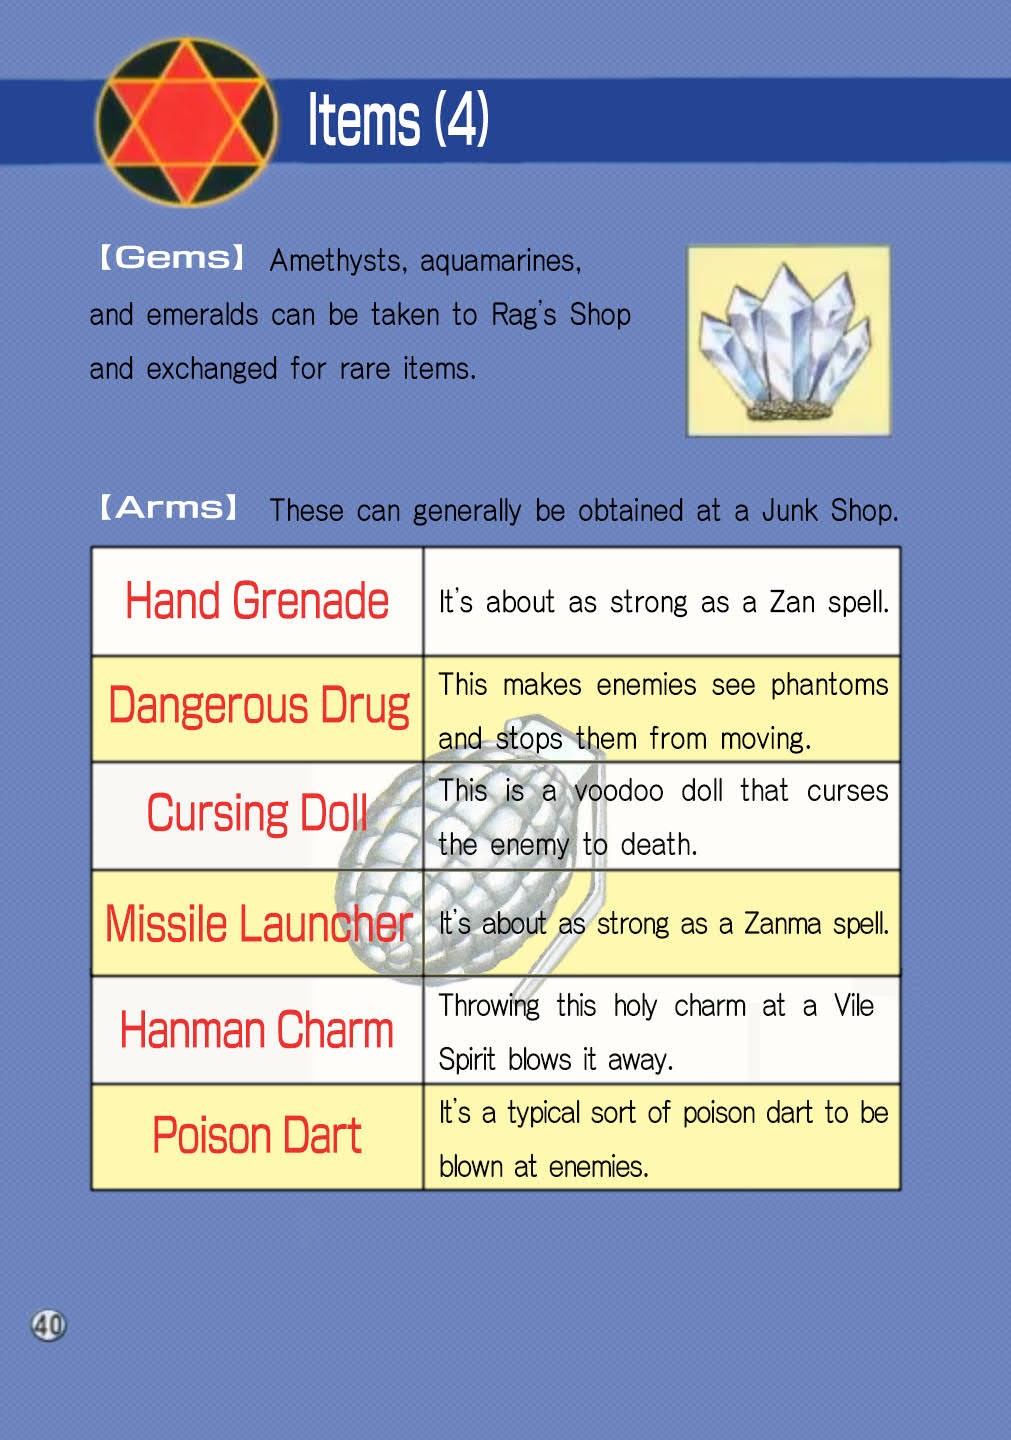 Items (4)
【Gems】 Amethysts, aquamarines,
and emeralds can be taken to Rag's Shop
and exchanged for rare items.
【Arms】 These can generally be obtained at a Junk Shop.
Hand Grenade
It's about as strong as a Zan spell.
Dangerous Drug
This makes enemies see phantoms
and stops them from moving.
Cursing Doll
This is a voodoo doll that curses
the enemy to death.
Missile Launcher
It's about as strong as a Zanma spell.
Hanman Charm
Throwing this holy charm at a Vile
Spirit blows it away.
Poison Dart
It's a typical sort of poison dart to be
blown at enemies.
40